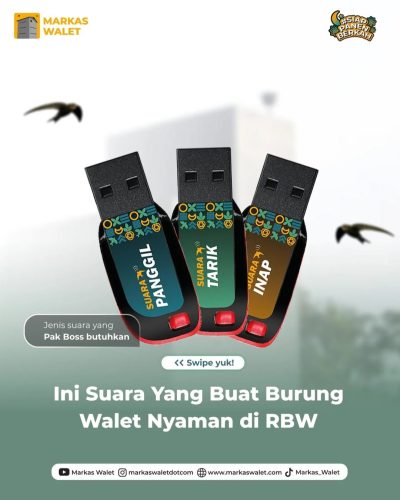 MARKAS
WALET
#SIAP
PANEN
BERKAH
SUARA
PANGGIL
SUARA
TARIK
SUARA
INAP
Jenis suara yang
Pak Boss butuhkan
<< Swipe yuk!
Ini Suara Yang Buat Burung
Walet Nyaman di RBW
Markas Walet markaswaletdotcom www.markaswalet.com Markas_Walet